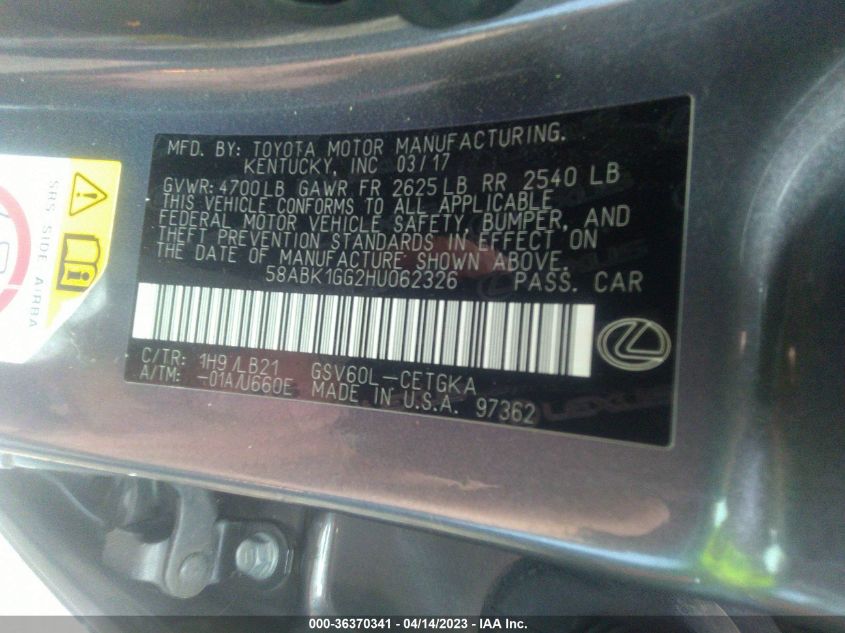 MFD. BY: TOYOTA MOTOR MANUFACTURING.
KENTUCKY, INC 03/17
GVWR: 4700LB GAWR FR 2625LB RR 2540 LB
THIS VEHICLE CONFORMS TO ALL APPLICABLE
FEDERAL MOTOR VEHICLE SAFETY, BUMPER, AND
THEFT PREVENTION STANDARDS IN EFFECT ON
THE DATE OF MANUFACTURE SHOWN ABOVE.
58ABK1GG2HU062326 PASS. CAR
C/TR: 1H9/LB21 GSV60L-CETGKA
A/TM: -01A/U660E MADE IN U.S.A. 97362
SRS SIDE AIRBA
000-36370341 - 04/14/2023 - IAA Inc.